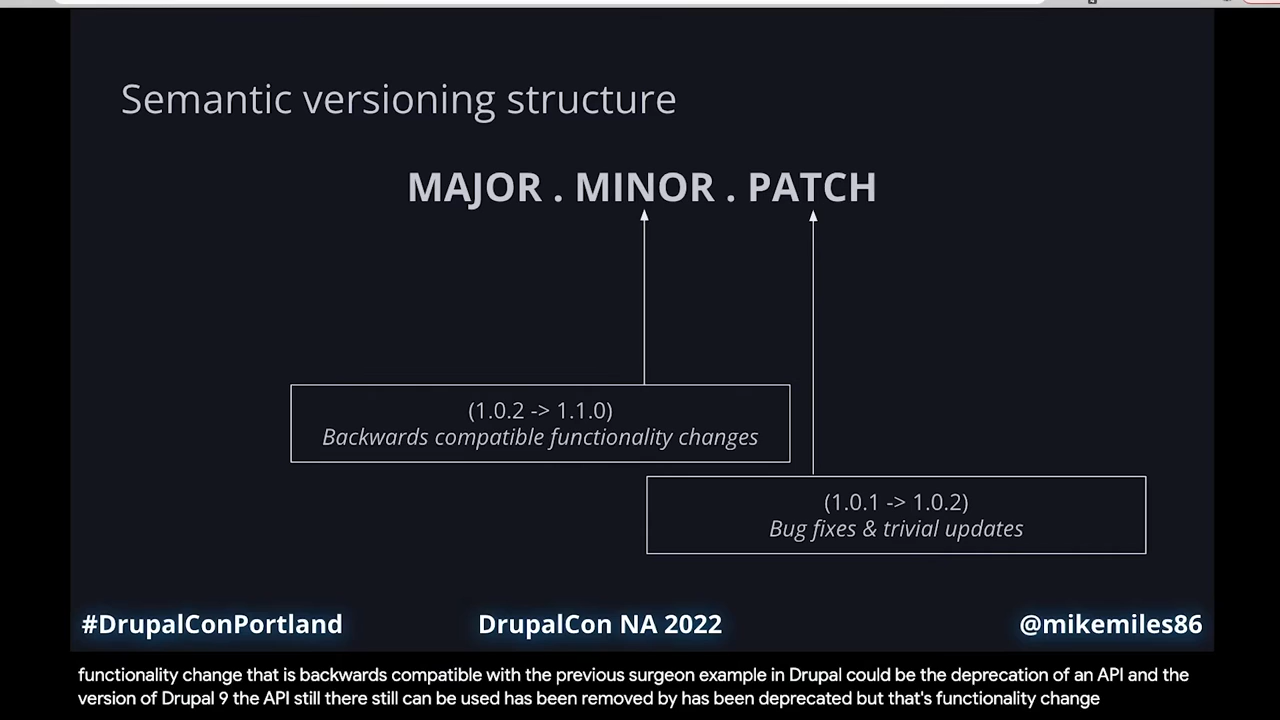 Semantic versioning structure
MAJOR . MINOR . PATCH
(1.0.2 -> 1.1.0)
Backwards compatible functionality changes
(1.0.1 -> 1.0.2)
Bug fixes & trivial updates
#DrupalConPortland DrupalCon NA 2022 @mikemiles86
functionality change that is backwards compatible with the previous surgeon example in Drupal could be the deprecation of an API and the
version of Drupal 9 the API still there still can be used has been removed by has been deprecated but that's functionality change